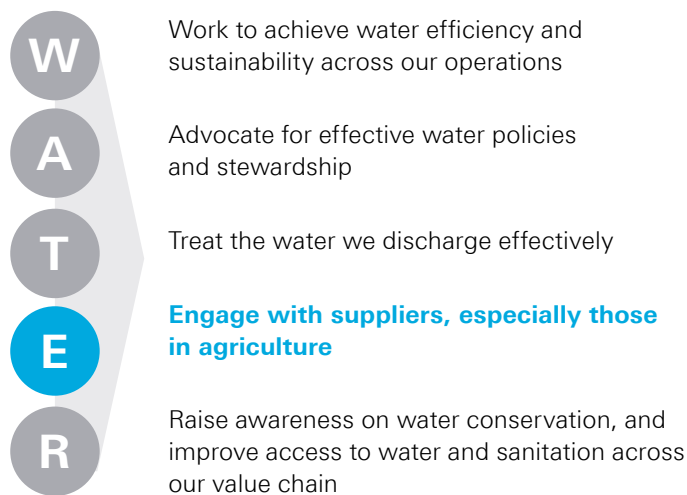 W
Work to achieve water efficiency and
sustainability across our operations
A
Advocate for effective water policies
and stewardship
T
Treat the water we discharge effectively
E
Engage with suppliers, especially those
in agriculture
R
Raise awareness on water conservation, and
improve access to water and sanitation across
our value chain